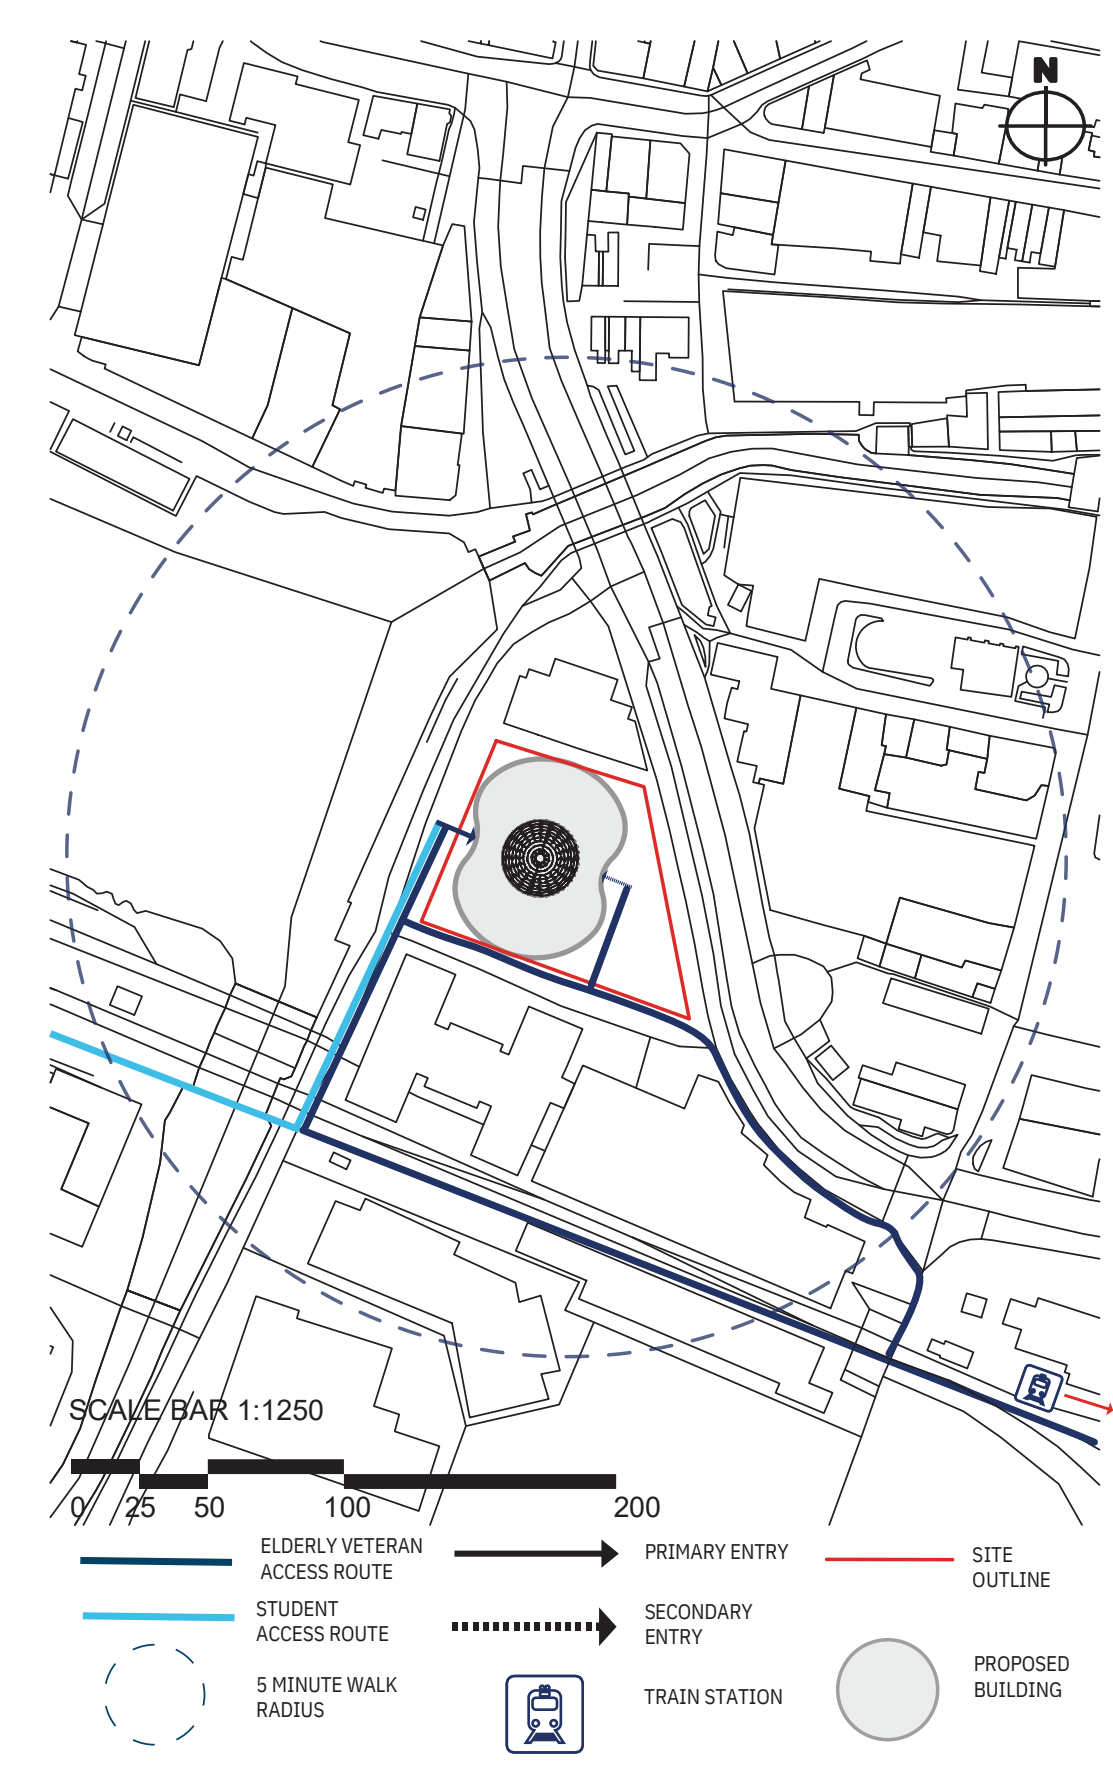 N
SCALE BAR 1:1250
0 25 50 100 200
ELDERLY VETERAN
ACCESS ROUTE
PRIMARY ENTRY
SITE
OUTLINE
STUDENT
ACCESS ROUTE
SECONDARY
ENTRY
5 MINUTE WALK
RADIUS
TRAIN STATION
PROPOSED
BUILDING